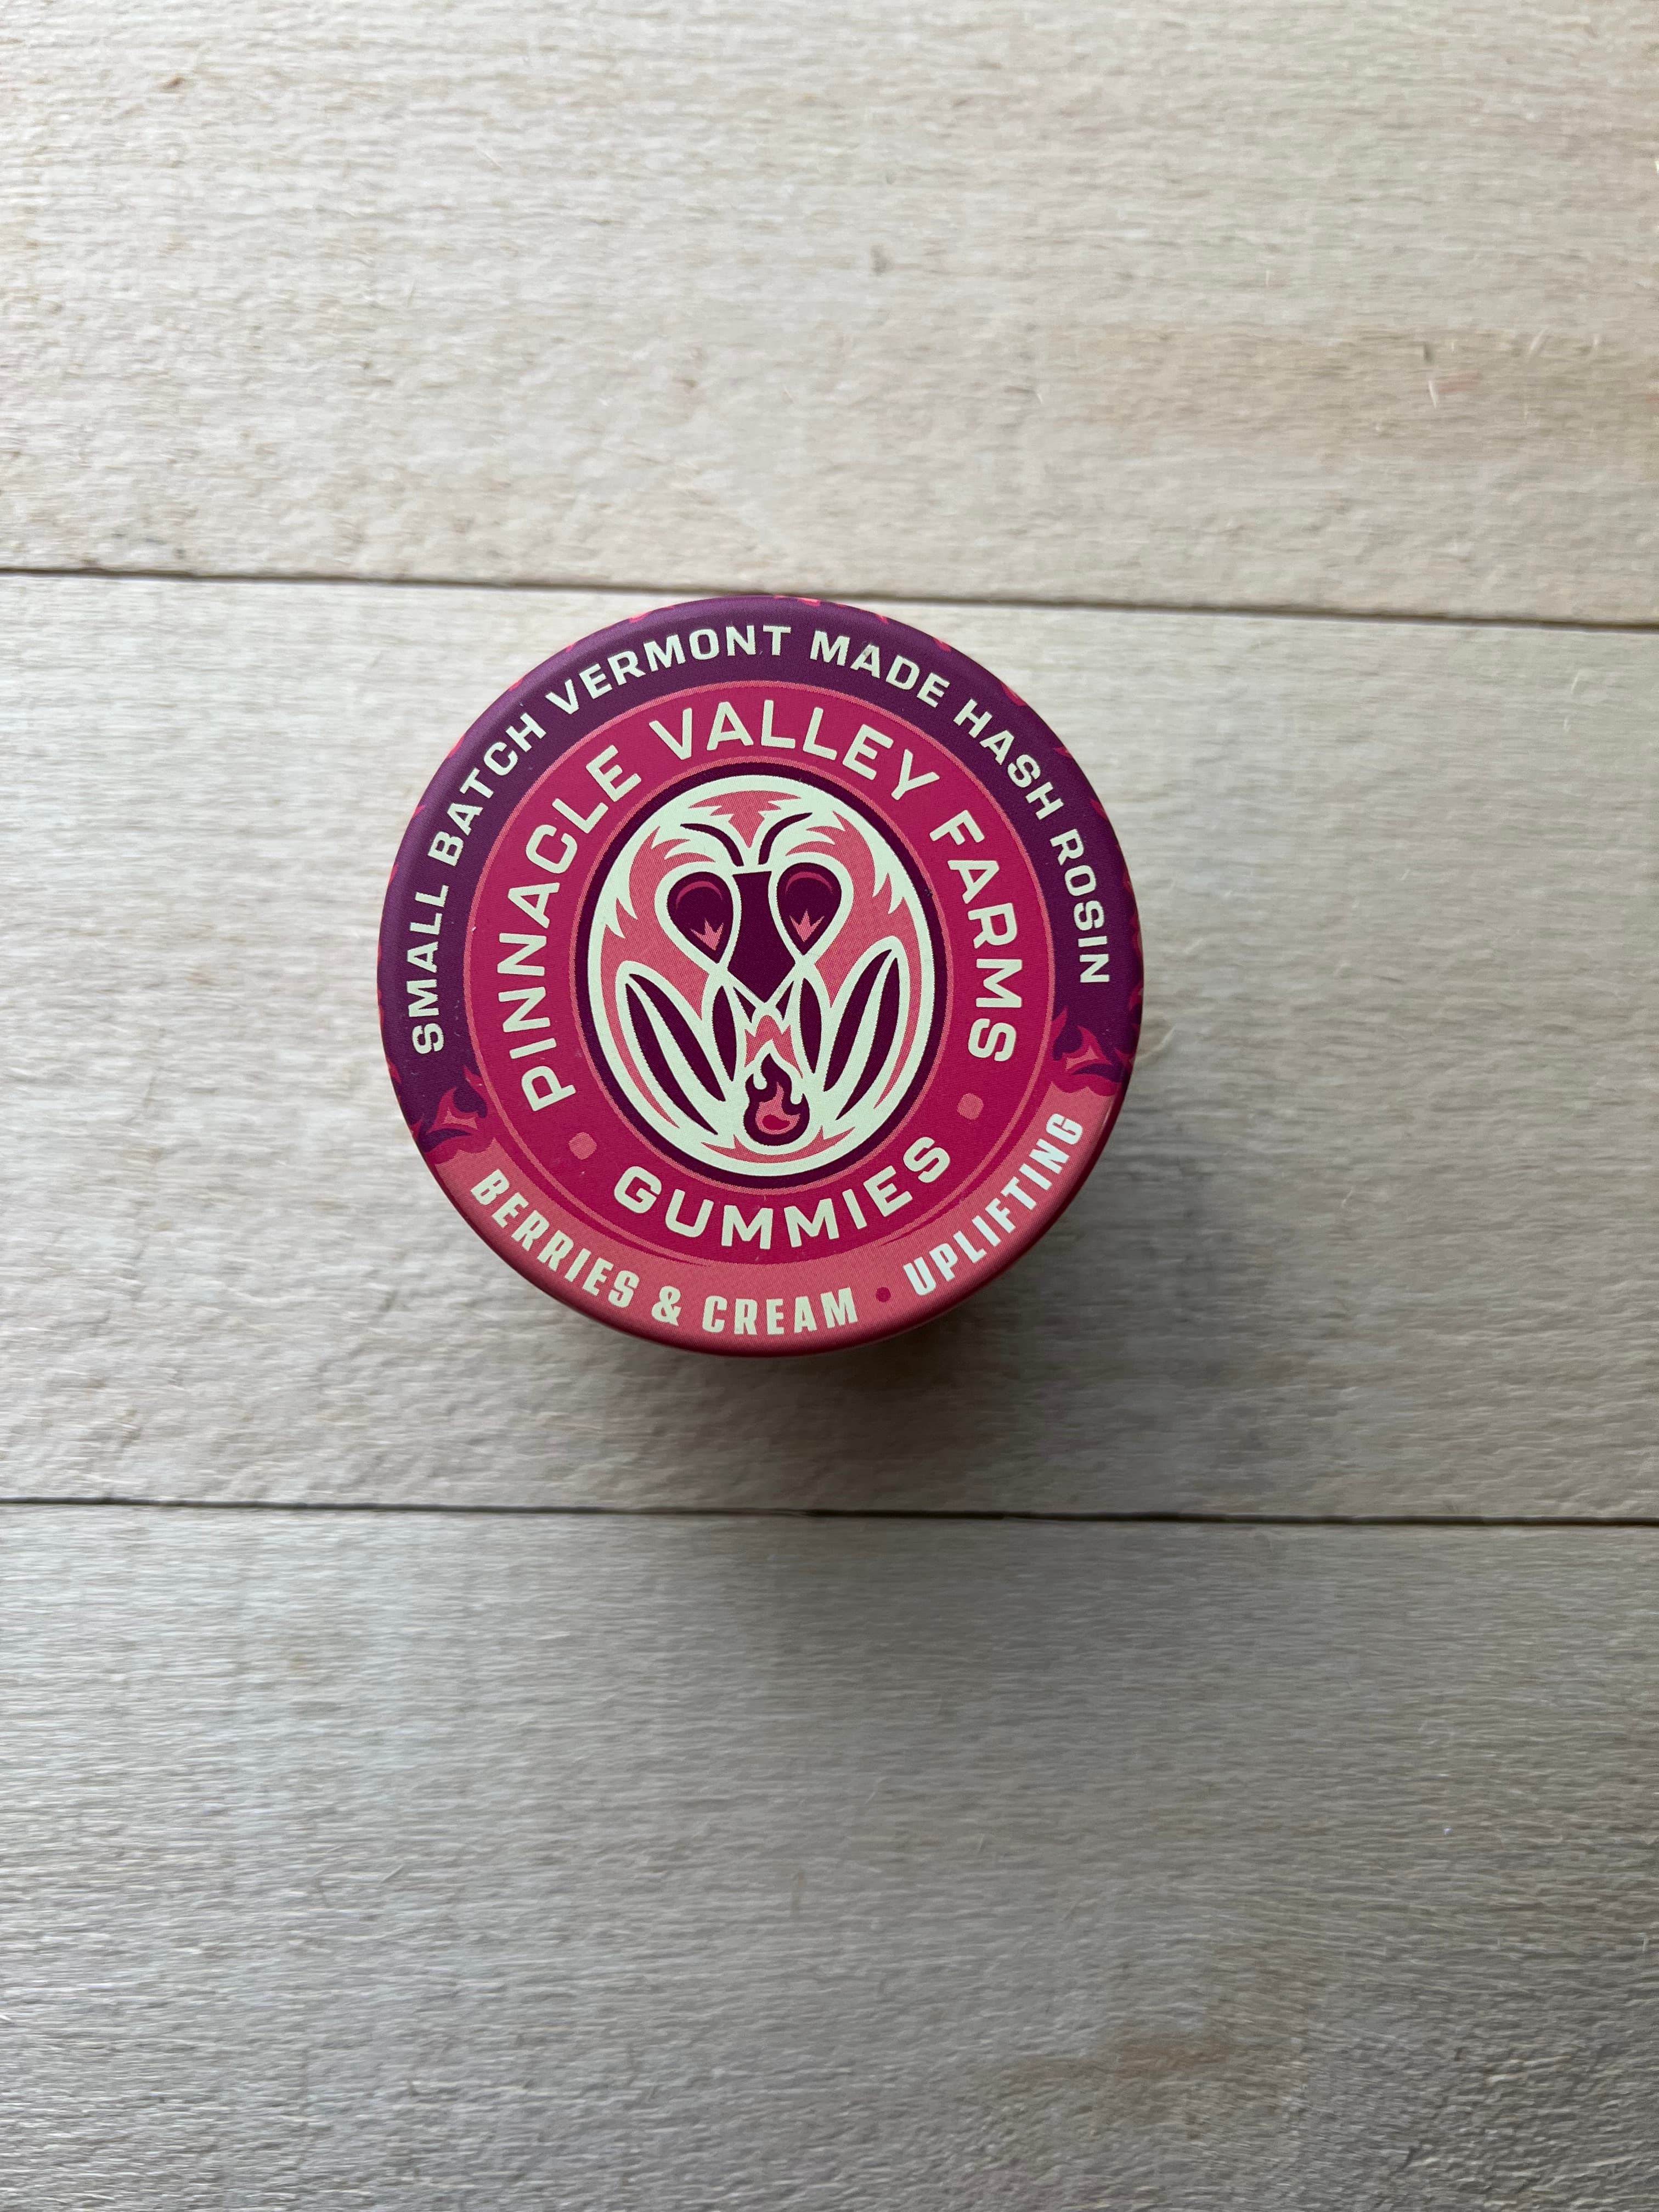 SMALL BATCH VERMONT MADE HASH ROSIN
PINNACLE VALLEY FARMS
GUMMIES
BERRIES & CREAM • UPLIFTING